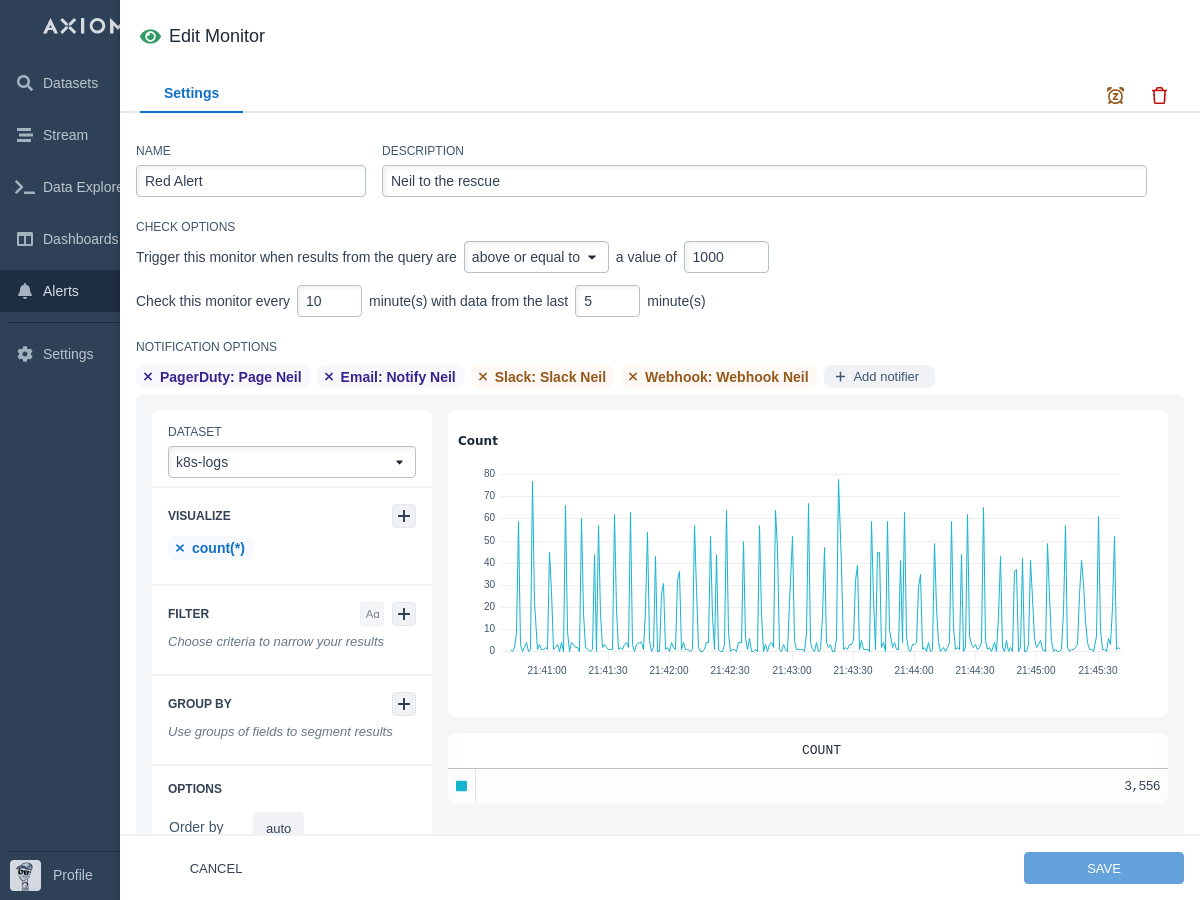 AXIOM
Datasets
Stream
Data Explore
Dashboards
Alerts
Settings
Profile
Edit Monitor
Settings
NAME
DESCRIPTION
Red Alert
Neil to the rescue
CHECK OPTIONS
Trigger this monitor when results from the query are above or equal to a value of 1000
Check this monitor every 10 minute(s) with data from the last 5 minute(s)
NOTIFICATION OPTIONS
× PagerDuty: Page Neil × Email: Notify Neil × Slack: Slack Neil × Webhook: Webhook Neil + Add notifier
DATASET
k8s-logs
VISUALIZE +
× count(*)
FILTER Aa +
Choose criteria to narrow your results
GROUP BY +
Use groups of fields to segment results
OPTIONS
Order by auto
Count
80
70
60
50
40
30
20
10
0
21:41:00 21:41:30 21:42:00 21:42:30 21:43:00 21:43:30 21:44:00 21:44:30 21:45:00 21:45:30
COUNT
3,556
CANCEL
SAVE